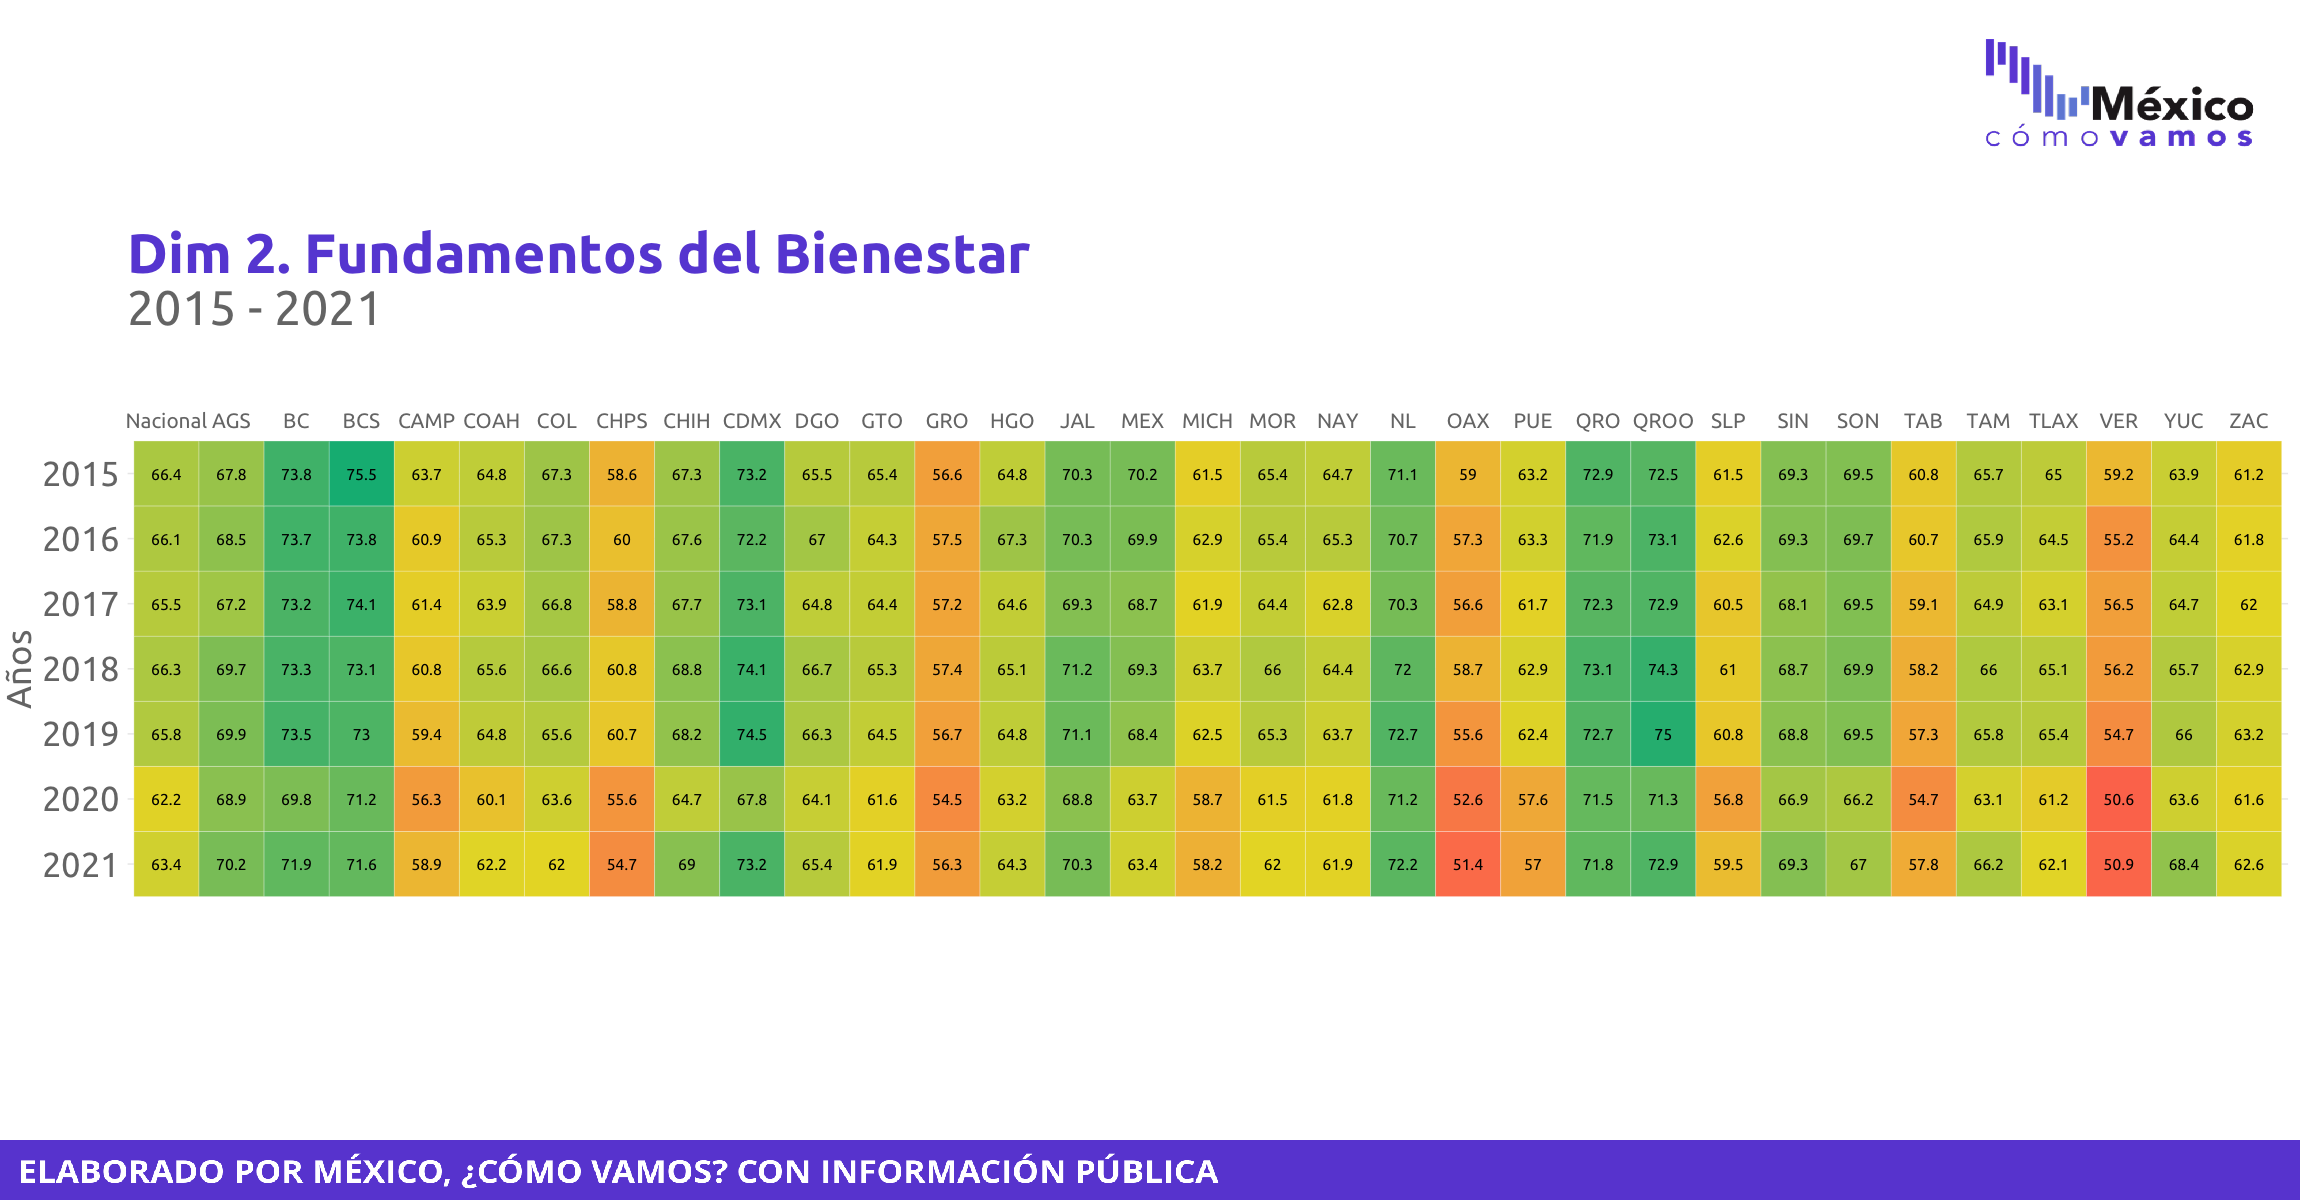 México
cómovamos
Dim 2. Fundamentos del Bienestar
2015 - 2021
Nacional AGS BC BCS CAMP COAH COL CHPS CHIH CDMX DGO GTO GRO HGO JAL MEX MICH MOR NAY NL OAX PUE QRO QROO SLP SIN SON TAB TAM TLAX VER YUC ZAC
2015 66.4 67.8 73.8 75.5 63.7 64.8 67.3 58.6 67.3 73.2 65.5 65.4 56.6 64.8 70.3 70.2 61.5 65.4 64.7 71.1 59 63.2 72.9 72.5 61.5 69.3 69.5 60.8 65.7 65 59.2 63.9 61.2
2016 66.1 68.5 73.7 73.8 60.9 65.3 67.3 60 67.6 72.2 67 64.3 57.5 67.3 70.3 69.9 62.9 65.4 65.3 70.7 57.3 63.3 71.9 73.1 62.6 69.3 69.7 60.7 65.9 64.5 55.2 64.4 61.8
2017 65.5 67.2 73.2 74.1 61.4 63.9 66.8 58.8 67.7 73.1 64.8 64.4 57.2 64.6 69.3 68.7 61.9 64.4 62.8 70.3 56.6 61.7 72.3 72.9 60.5 68.1 69.5 59.1 64.9 63.1 56.5 64.7 62
Años
2018 66.3 69.7 73.3 73.1 60.8 65.6 66.6 60.8 68.8 74.1 66.7 65.3 57.4 65.1 71.2 69.3 63.7 66 64.4 72 58.7 62.9 73.1 74.3 61 68.7 69.9 58.2 66 65.1 56.2 65.7 62.9
2019 65.8 69.9 73.5 73 59.4 64.8 65.6 60.7 68.2 74.5 66.3 64.5 56.7 64.8 71.1 68.4 62.5 65.3 63.7 72.7 55.6 62.4 72.7 75 60.8 68.8 69.5 57.3 65.8 65.4 54.7 66 63.2
2020 62.2 68.9 69.8 71.2 56.3 60.1 63.6 55.6 64.7 67.8 64.1 61.6 54.5 63.2 68.8 63.7 58.7 61.5 61.8 71.2 52.6 57.6 71.5 71.3 56.8 66.9 66.2 54.7 63.1 61.2 50.6 63.6 61.6
2021 63.4 70.2 71.9 71.6 58.9 62.2 62 54.7 69 73.2 65.4 61.9 56.3 64.3 70.3 63.4 58.2 62 61.9 72.2 51.4 57 71.8 72.9 59.5 69.3 67 57.8 66.2 62.1 50.9 68.4 62.6
ELABORADO POR MÉXICO, ¿CÓMO VAMOS? CON INFORMACIÓN PÚBLICA